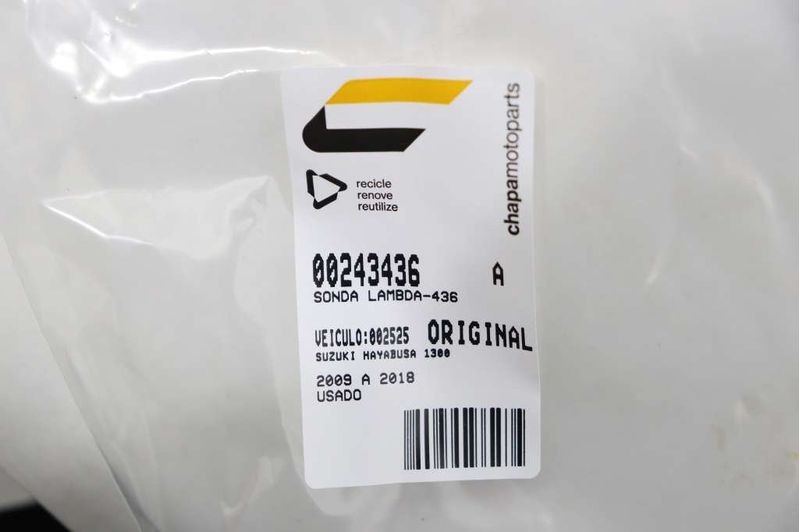 chapamotoparts
recicle
renove
reutilize
00243436 A
SONDA LAMBDA-436
VEICULO:002525 ORIGINAL
SUZUKI HAYABUSA 1300
2009 A 2018
USADO